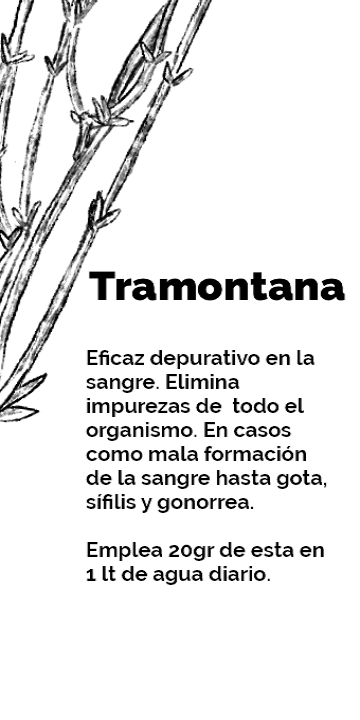 Tramontana
Eficaz depurativo en la
sangre. Elimina
impurezas de  todo el
organismo. En casos
como mala formación
de la sangre hasta gota,
sífilis y gonorrea.
Emplea 20gr de esta en
1 lt de agua diario.